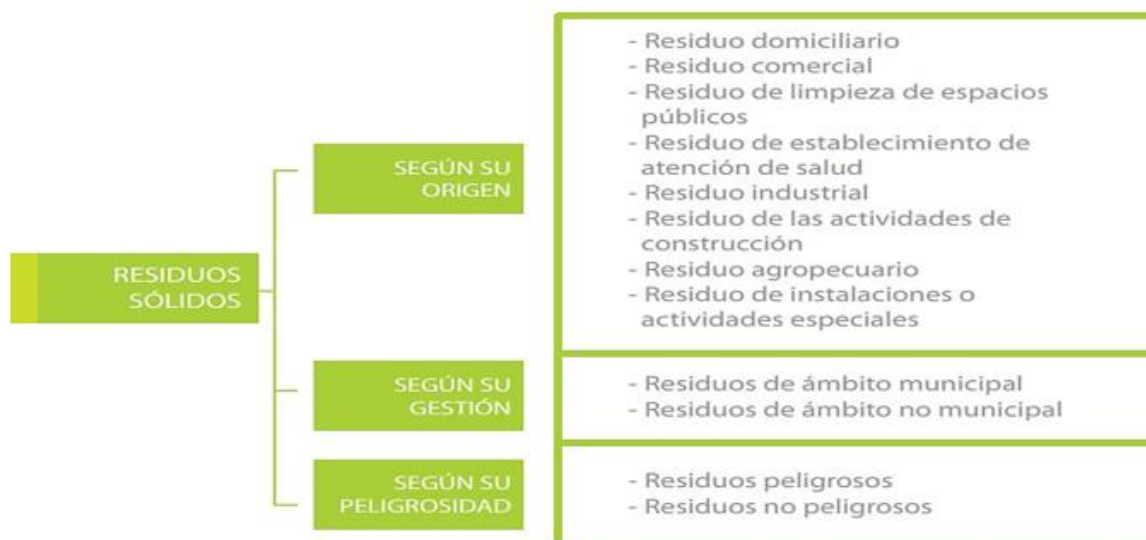 RESIDUOS
SÓLIDOS
SEGÚN SU
ORIGEN
- Residuo domiciliario
- Residuo comercial
- Residuo de limpieza de espacios
públicos
- Residuo de establecimiento de
atención de salud
- Residuo industrial
- Residuo de las actividades de
construcción
- Residuo agropecuario
- Residuo de instalaciones o
actividades especiales
SEGÚN SU
GESTIÓN
- Residuos de ámbito municipal
- Residuos de ámbito no municipal
SEGÚN SU
PELIGROSIDAD
- Residuos peligrosos
- Residuos no peligrosos